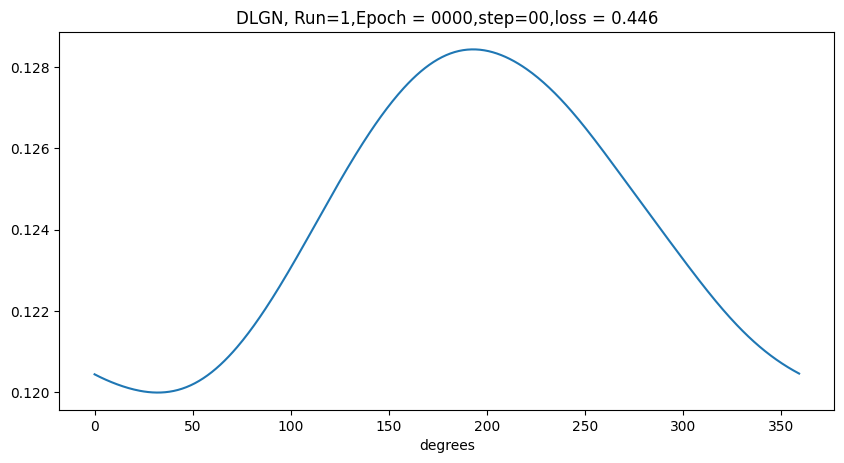 DLGN, Run=1,Epoch = 0000,step=00,loss = 0.446
0.128
0.126
0.124
0.122
0.120
0 50 100 150 200 250 300 350
degrees